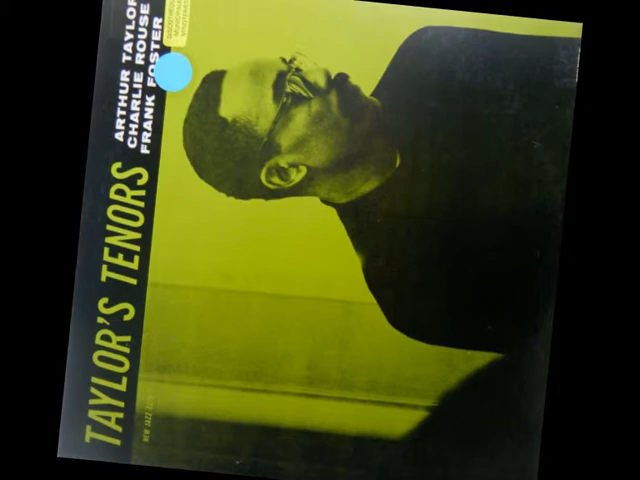 TAYLOR'S TENORS
ARTHUR TAYLOR
CHARLIE ROUSE
FRANK FOSTER
NEW JAZZ